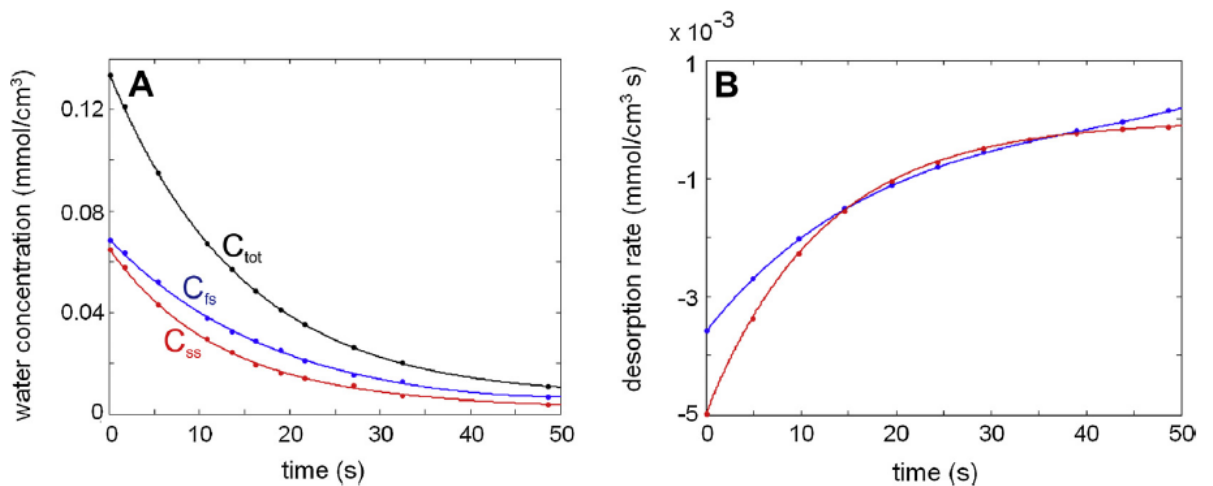 A
water concentration (mmol/cm³)
0.12
0.08
0.04
0
C_tot
C_fs
C_ss
0 10 20 30 40 50
time (s)
x 10⁻³
B
desorption rate (mmol/cm³ s)
1
-1
-3
-5
0 10 20 30 40 50
time (s)